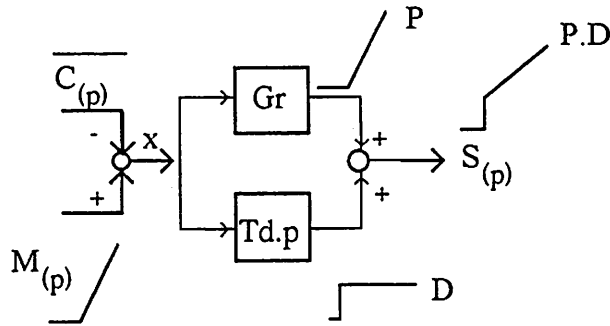 P
P.D
C(p)
Gr
-
x
+
+
S(p)
+
Td.p
M(p)
D